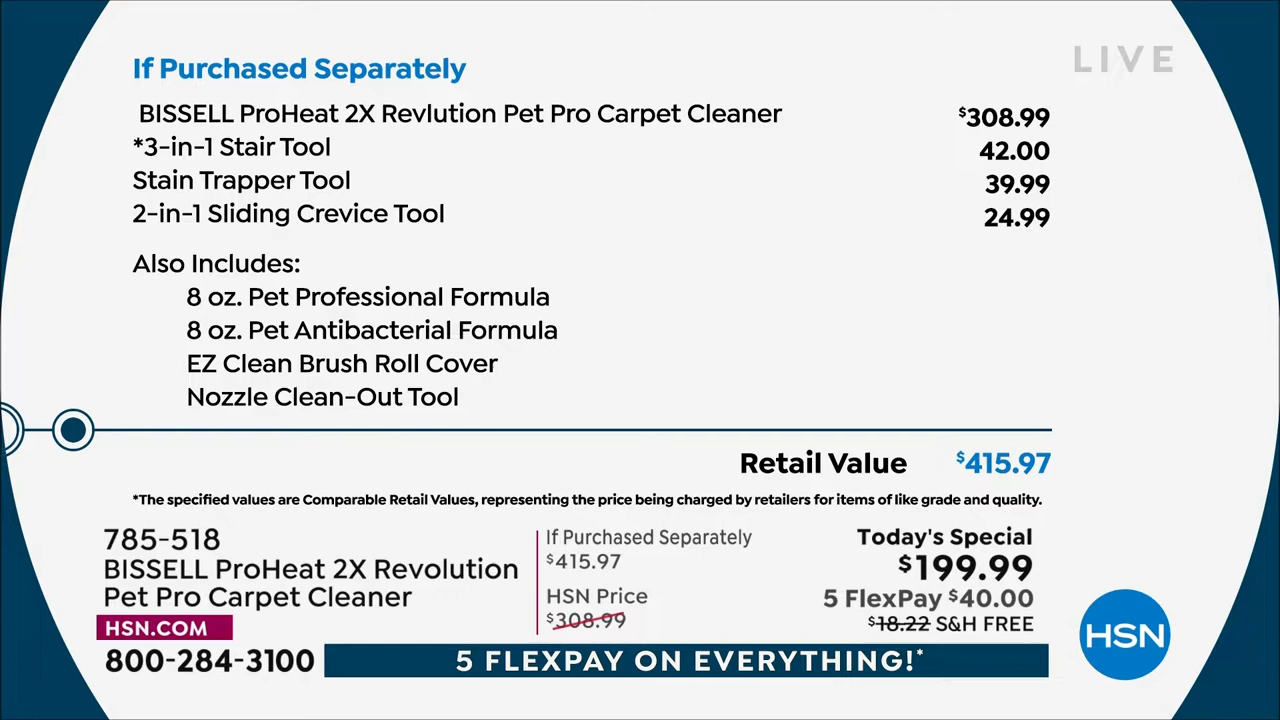 LIVE
If Purchased Separately
BISSELL ProHeat 2X Revlution Pet Pro Carpet Cleaner $308.99
*3-in-1 Stair Tool 42.00
Stain Trapper Tool 39.99
2-in-1 Sliding Crevice Tool 24.99
Also Includes:
8 oz. Pet Professional Formula
8 oz. Pet Antibacterial Formula
EZ Clean Brush Roll Cover
Nozzle Clean-Out Tool
Retail Value $415.97
*The specified values are Comparable Retail Values, representing the price being charged by retailers for items of like grade and quality.
785-518
BISSELL ProHeat 2X Revolution
Pet Pro Carpet Cleaner
HSN.COM
800-284-3100
If Purchased Separately
$415.97
HSN Price
$308.99
Today's Special
$199.99
5 FlexPay $40.00
$18.22 S&H FREE
5 FLEXPAY ON EVERYTHING!*
HSN